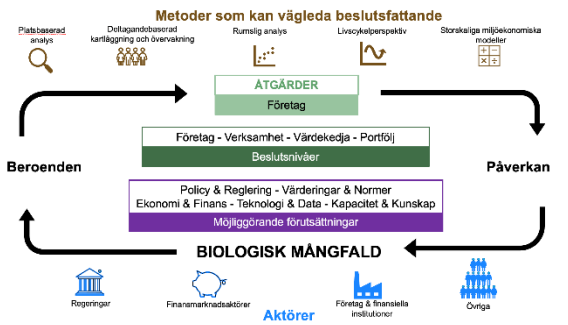 Metoder som kan vägleda beslutsfattande
Platsbaserad
analys
Deltagandebaserad
kartläggning och övervakning
Rumslig analys
Livscykelperspektiv
Storskaliga miljöekonomiska
modeller
ÅTGÄRDER
Företag
Företag - Verksamhet - Värdekedja - Portfölj
Beslutsnivåer
Beroenden
Påverkan
Policy & Reglering - Värderingar & Normer
Ekonomi & Finans - Teknologi & Data - Kapacitet & Kunskap
Möjliggörande förutsättningar
BIOLOGISK MÅNGFALD
Regeringar
Finansmarknadsaktörer
Företag & finansiella
institutioner
Övriga
Aktörer